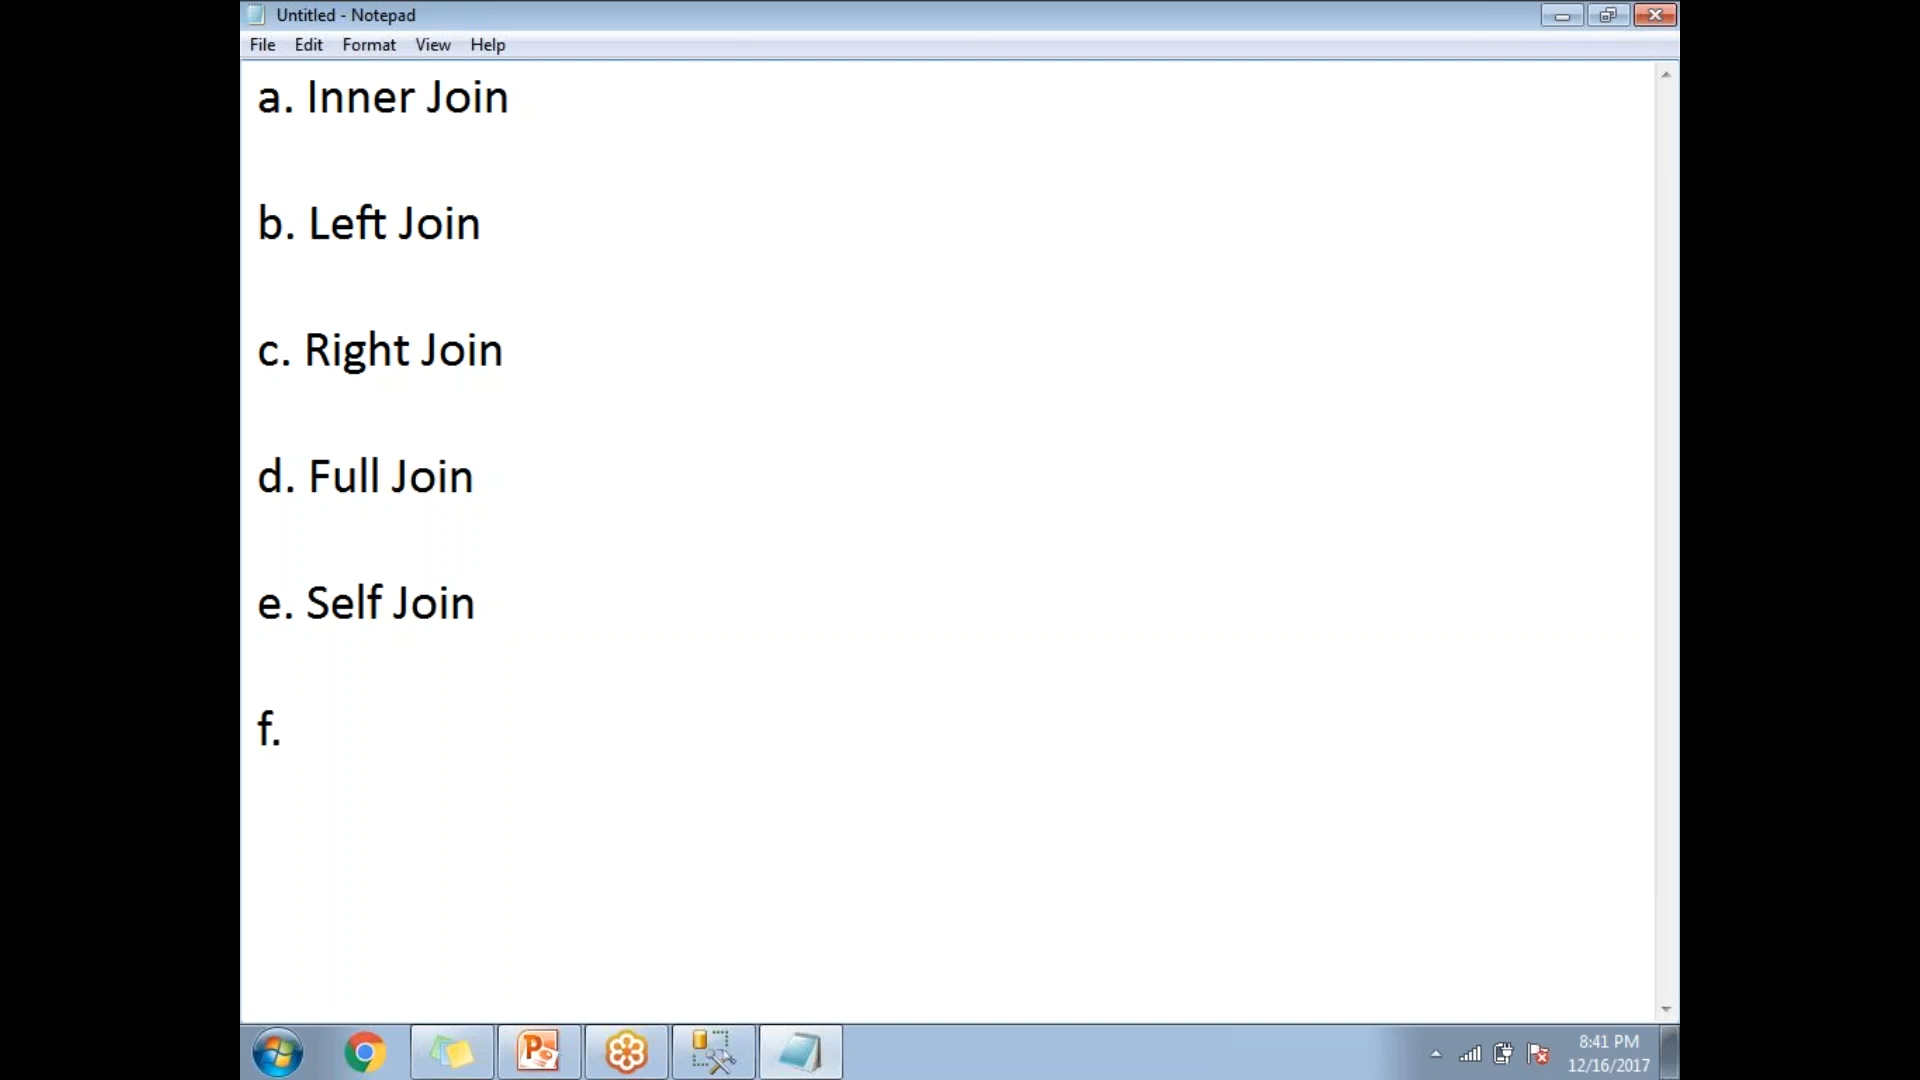 Untitled - Notepad
File Edit Format View Help
a. Inner Join
b. Left Join
c. Right Join
d. Full Join
e. Self Join
f.
8:41 PM
12/16/2017